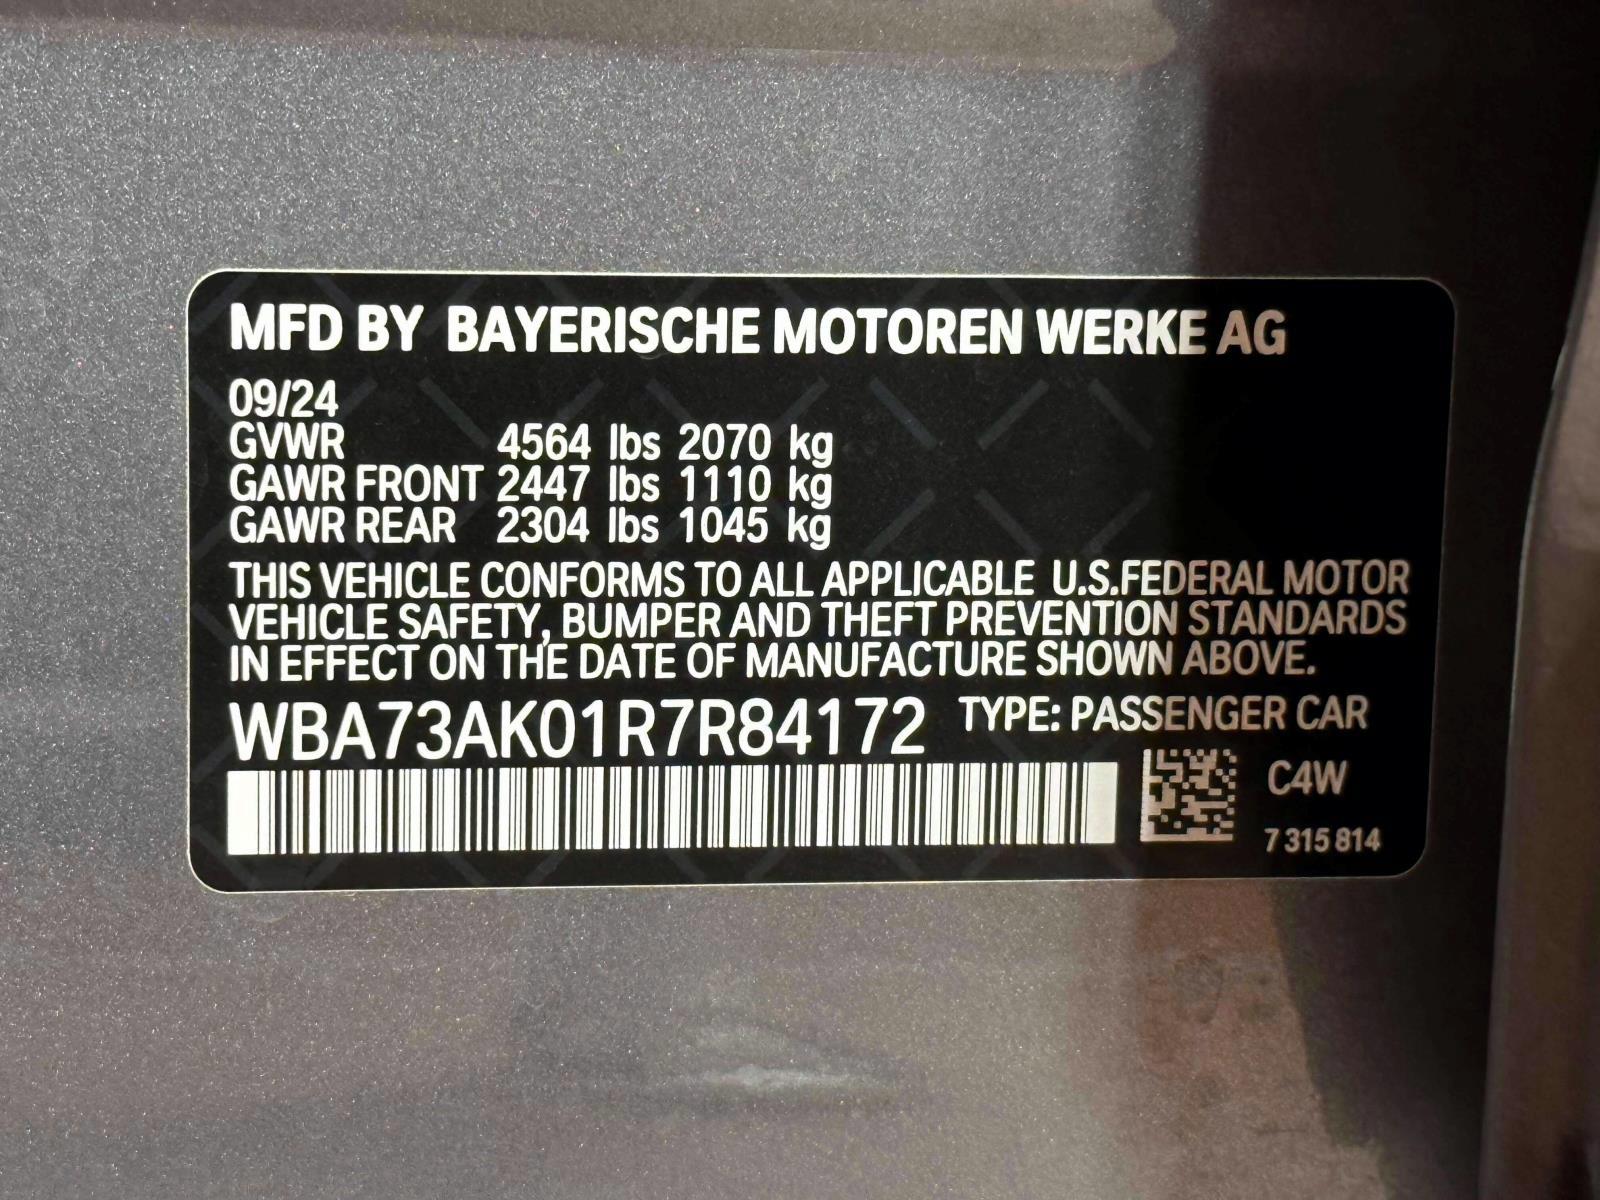 MFD BY BAYERISCHE MOTOREN WERKE AG
09/24
GVWR 4564 lbs 2070 kg
GAWR FRONT 2447 lbs 1110 kg
GAWR REAR 2304 lbs 1045 kg
THIS VEHICLE CONFORMS TO ALL APPLICABLE U.S.FEDERAL MOTOR
VEHICLE SAFETY, BUMPER AND THEFT PREVENTION STANDARDS
IN EFFECT ON THE DATE OF MANUFACTURE SHOWN ABOVE.
WBA73AK01R7R84172 TYPE: PASSENGER CAR
C4W
7 315 814